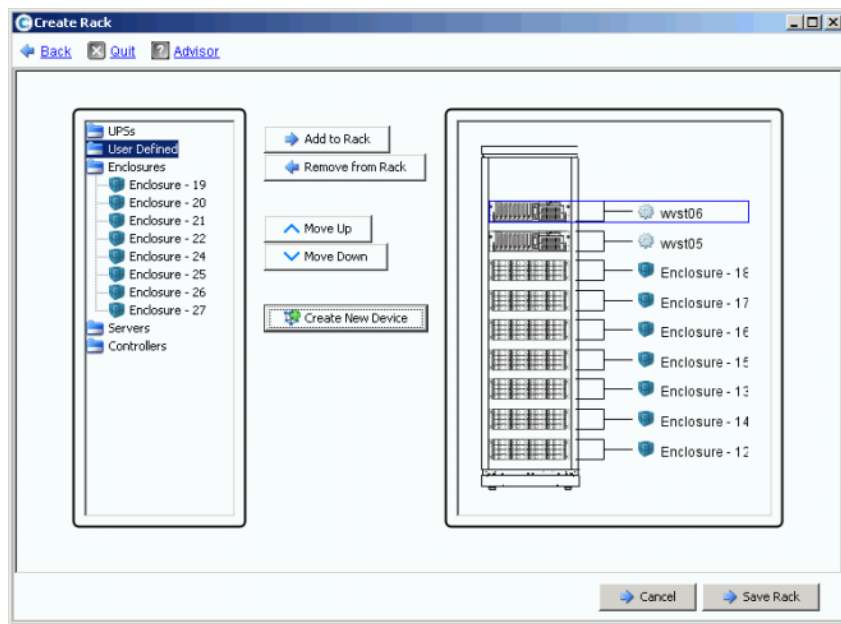 Create Rack
Back Quit Advisor
UPSs
User Defined
Enclosures
Enclosure - 19
Enclosure - 20
Enclosure - 21
Enclosure - 22
Enclosure - 24
Enclosure - 25
Enclosure - 26
Enclosure - 27
Servers
Controllers
Add to Rack
Remove from Rack
Move Up
Move Down
Create New Device
wvst06
wvst05
Enclosure - 18
Enclosure - 17
Enclosure - 16
Enclosure - 15
Enclosure - 13
Enclosure - 14
Enclosure - 12
Cancel
Save Rack